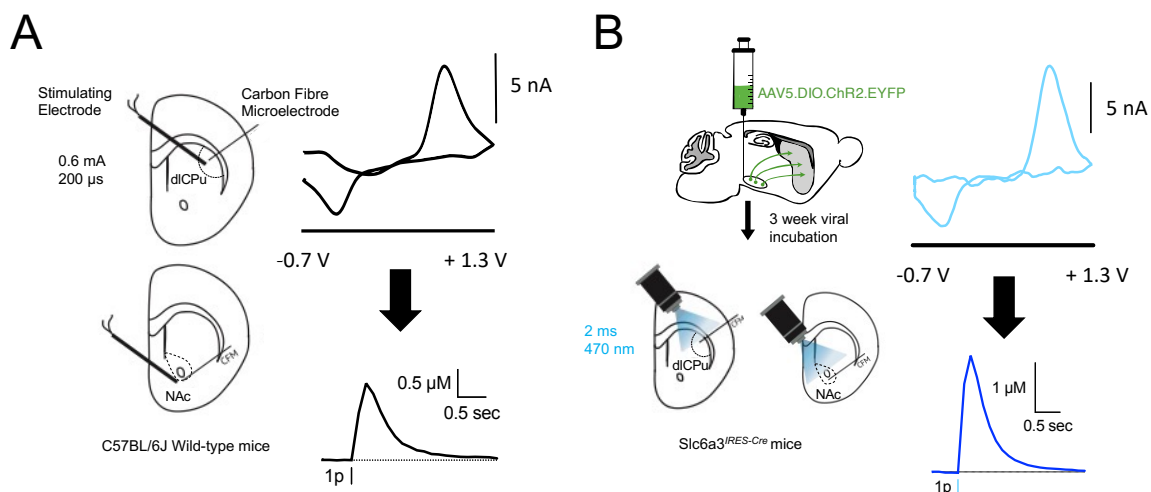 A
Stimulating
Electrode
Carbon Fibre
Microelectrode
0.6 mA
200 µs
dlCPu
5 nA
-0.7 V
+ 1.3 V
CFM
NAc
0.5 µM
0.5 sec
1p
C57BL/6J Wild-type mice
B
AAV5.DIO.ChR2.EYFP
5 nA
3 week viral
incubation
-0.7 V
+ 1.3 V
2 ms
470 nm
CFM
dlCPu
CFM
NAc
1 µM
0.5 sec
1p
Slc6a3IRES-Cre mice